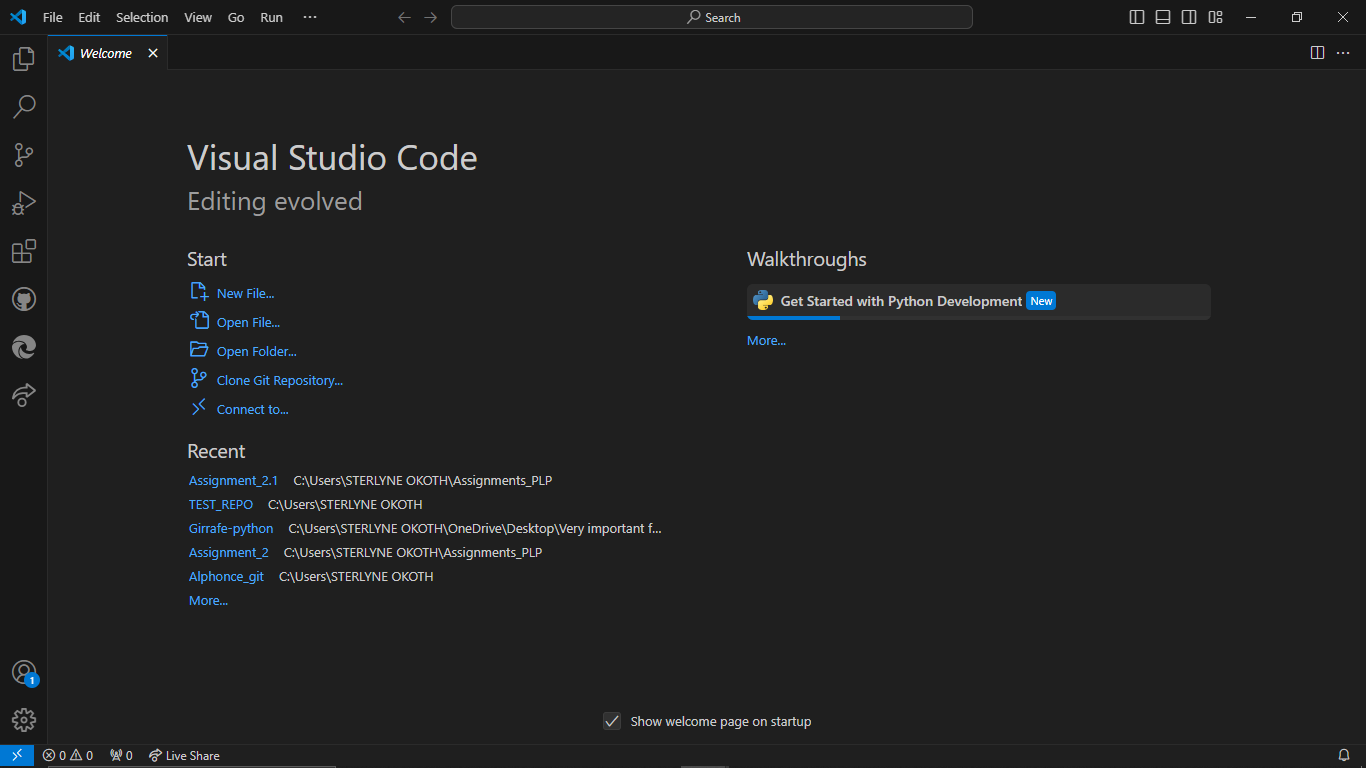 File Edit Selection View Go Run ···
Search
Welcome
Visual Studio Code
Editing evolved
Start
New File...
Open File...
Open Folder...
Clone Git Repository...
Connect to...
Recent
Assignment_2.1 C:\Users\STERLYNE OKOTH\Assignments_PLP
TEST_REPO C:\Users\STERLYNE OKOTH
Girrafe-python C:\Users\STERLYNE OKOTH\OneDrive\Desktop\Very important f...
Assignment_2 C:\Users\STERLYNE OKOTH\Assignments_PLP
Alphonce_git C:\Users\STERLYNE OKOTH
More...
Walkthroughs
Get Started with Python Development New
More...
1
Show welcome page on startup
0 0 0 Live Share